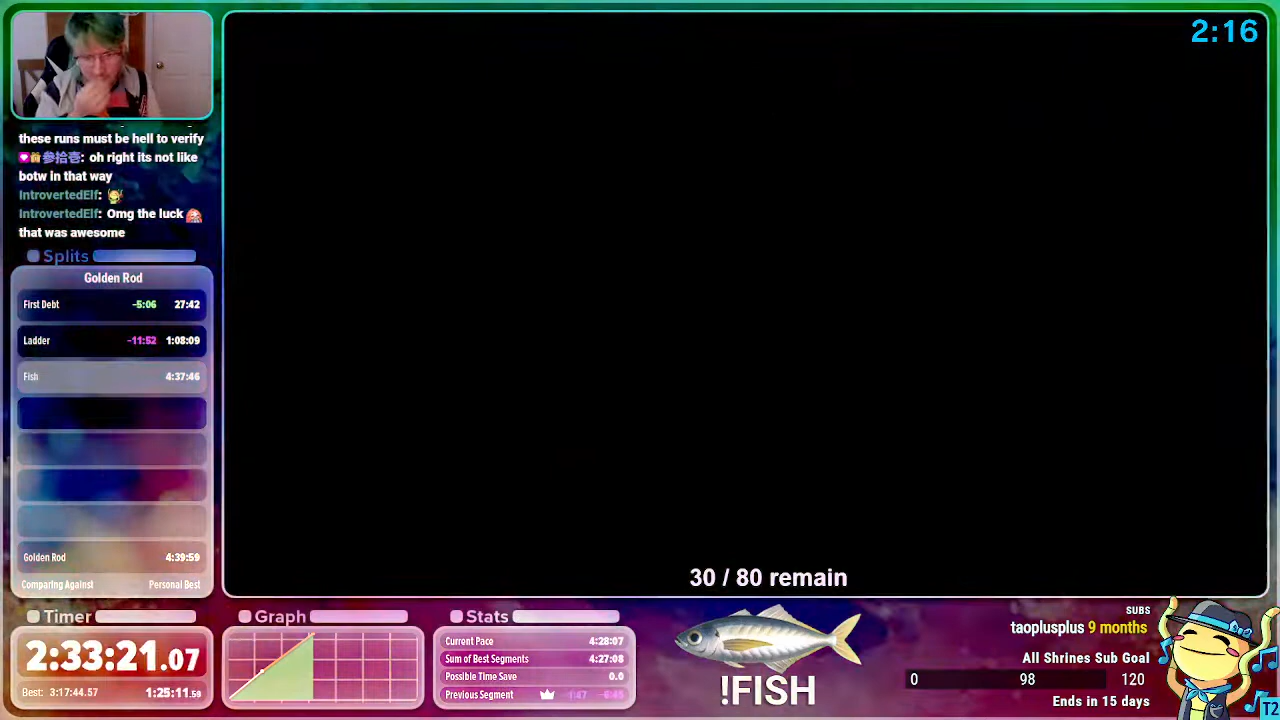 2:16
these runs must be hell to verify
参拾壱: oh right its not like
botw in that way
IntrovertedElf:
IntrovertedElf: Omg the luck
that was awesome
Splits
Golden Rod
First Debt -5:06 27:42
Ladder -11:52 1:08:09
Fish 4:37:46
Golden Rod 4:39:59
Comparing Against Personal Best
30 / 80 remain
Timer
2:33:21.07
Best: 3:17:44.57 1:25:11.59
Graph
Stats
Current Pace 4:28:07
Sum of Best Segments 4:27:08
Possible Time Save 0.0
Previous Segment -1:47
!FISH
SUBS
taoplusplus 9 months
All Shrines Sub Goal
0 98 120
Ends in 15 days
T2